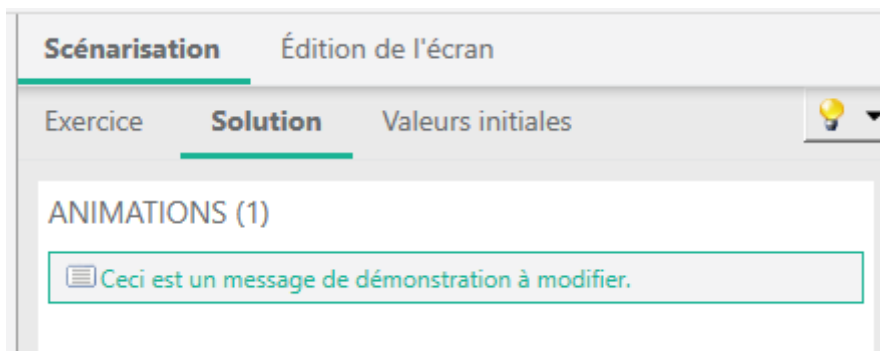 Scénarisation Édition de l'écran
Exercice Solution Valeurs initiales
ANIMATIONS (1)
Ceci est un message de démonstration à modifier.